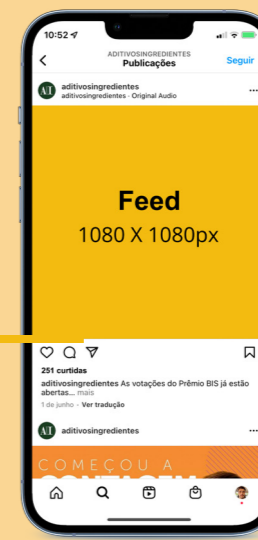 10:52
ADITIVOSINGREDIENTES
Publicações
Seguir
aditivosingredientes
aditivosingredientes · Original Audio
Feed
1080 X 1080px
251 curtidas
aditivosingredientes As votações do Prêmio BIS já estão
abertas... mais
1 de junho · Ver tradução
aditivosingredientes
COMEÇOU A
CONTAGEM